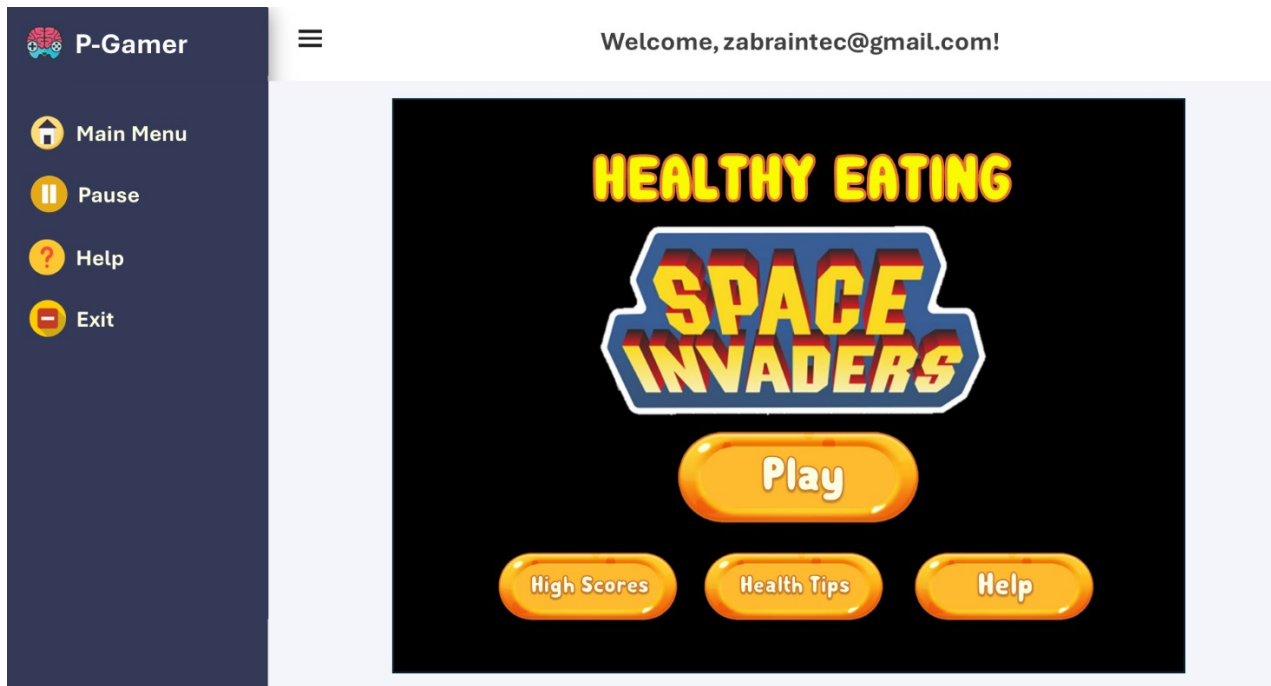 P-Gamer
Welcome, zabraintec@gmail.com!
Main Menu
Pause
Help
Exit
HEALTHY EATING
SPACE
INVADERS
Play
High Scores
Health Tips
Help